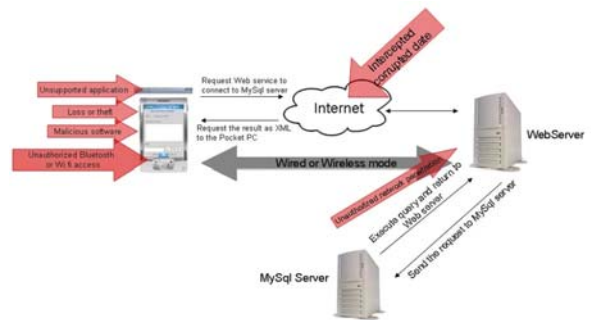 Unsupported application
Loss or theft
Malicious software
Unauthorized Bluetooth
or Wi fi access
Request Web service to
connect to MySql server
Request the result as XML
to the Pocket PC
Internet
Intercepted
corrupted date
WebServer
Wired or Wireless mode
Unauthorized network penetration
Execute query and return to
Web server
Send the request to MySql server
MySql Server